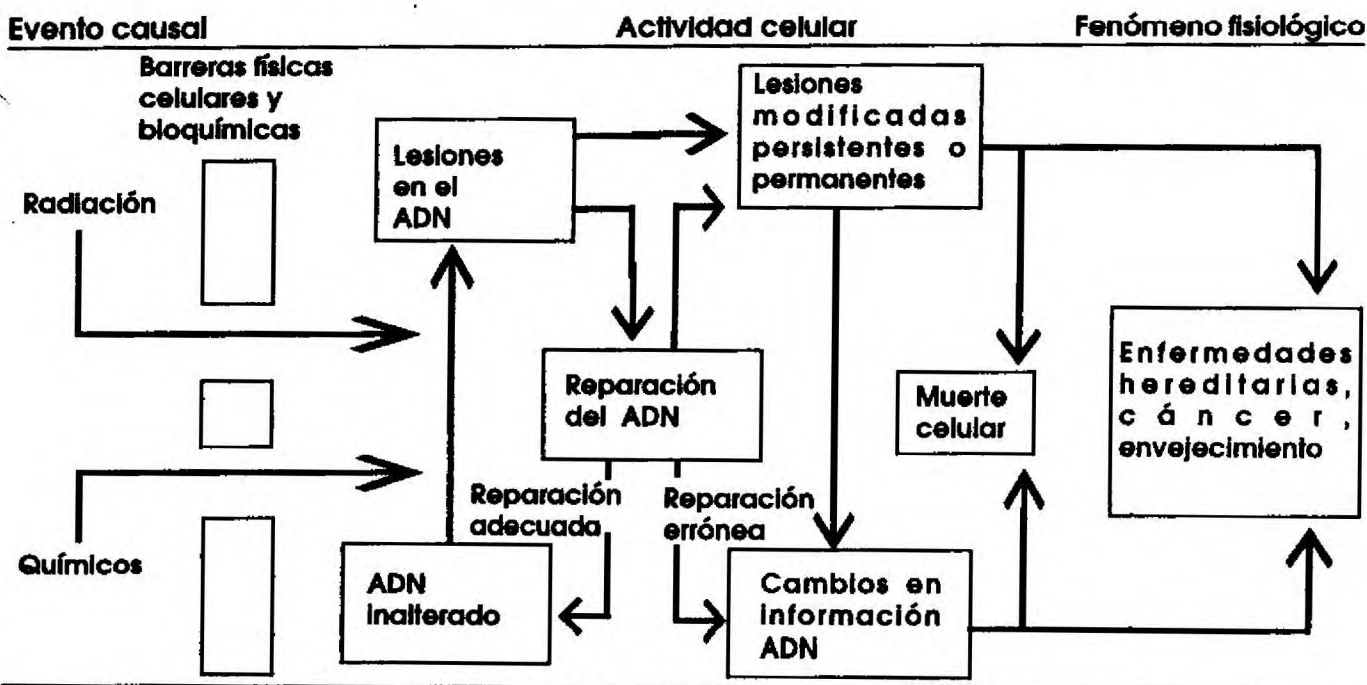 Evento causal
Actividad celular
Fenómeno fisiológico
Barreras físicas
celulares y
bioquímicas
Radiación
Químicos
Lesiones
en el
ADN
Lesiones
modificadas
persistentes o
permanentes
Reparación
del ADN
Reparación
adecuada
Reparación
errónea
ADN
inalterado
Cambios en
información
ADN
Muerte
celular
Enfermedades
hereditarias,
cáncer,
envejecimiento